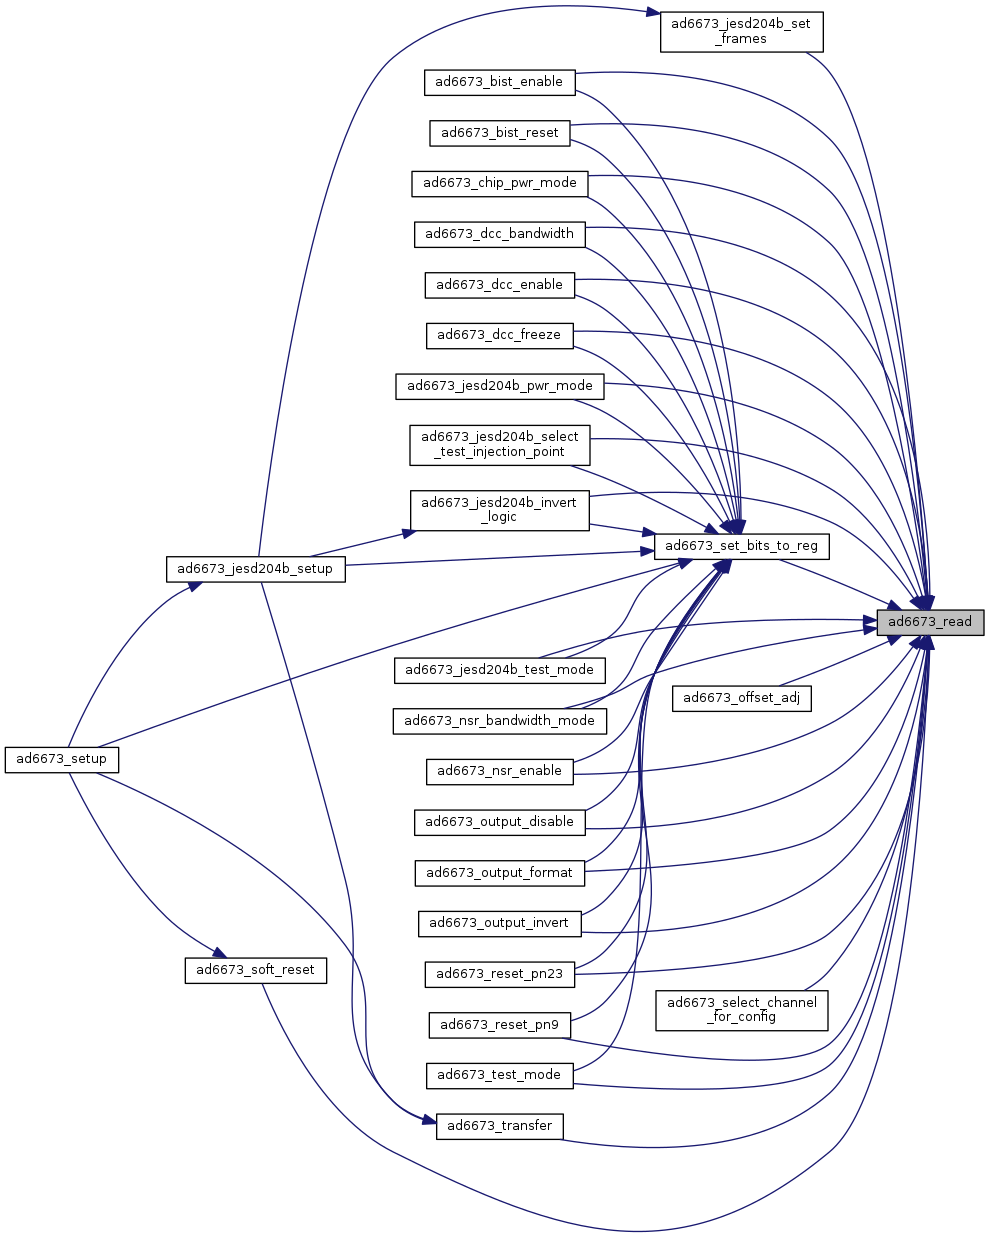 ad6673_jesd204b_set
_frames
ad6673_bist_enable
ad6673_bist_reset
ad6673_chip_pwr_mode
ad6673_dcc_bandwidth
ad6673_dcc_enable
ad6673_dcc_freeze
ad6673_jesd204b_pwr_mode
ad6673_jesd204b_select
_test_injection_point
ad6673_jesd204b_invert
_logic
ad6673_set_bits_to_reg
ad6673_jesd204b_setup
ad6673_read
ad6673_jesd204b_test_mode
ad6673_offset_adj
ad6673_nsr_bandwidth_mode
ad6673_setup
ad6673_nsr_enable
ad6673_output_disable
ad6673_output_format
ad6673_output_invert
ad6673_soft_reset
ad6673_reset_pn23
ad6673_select_channel
_for_config
ad6673_reset_pn9
ad6673_test_mode
ad6673_transfer